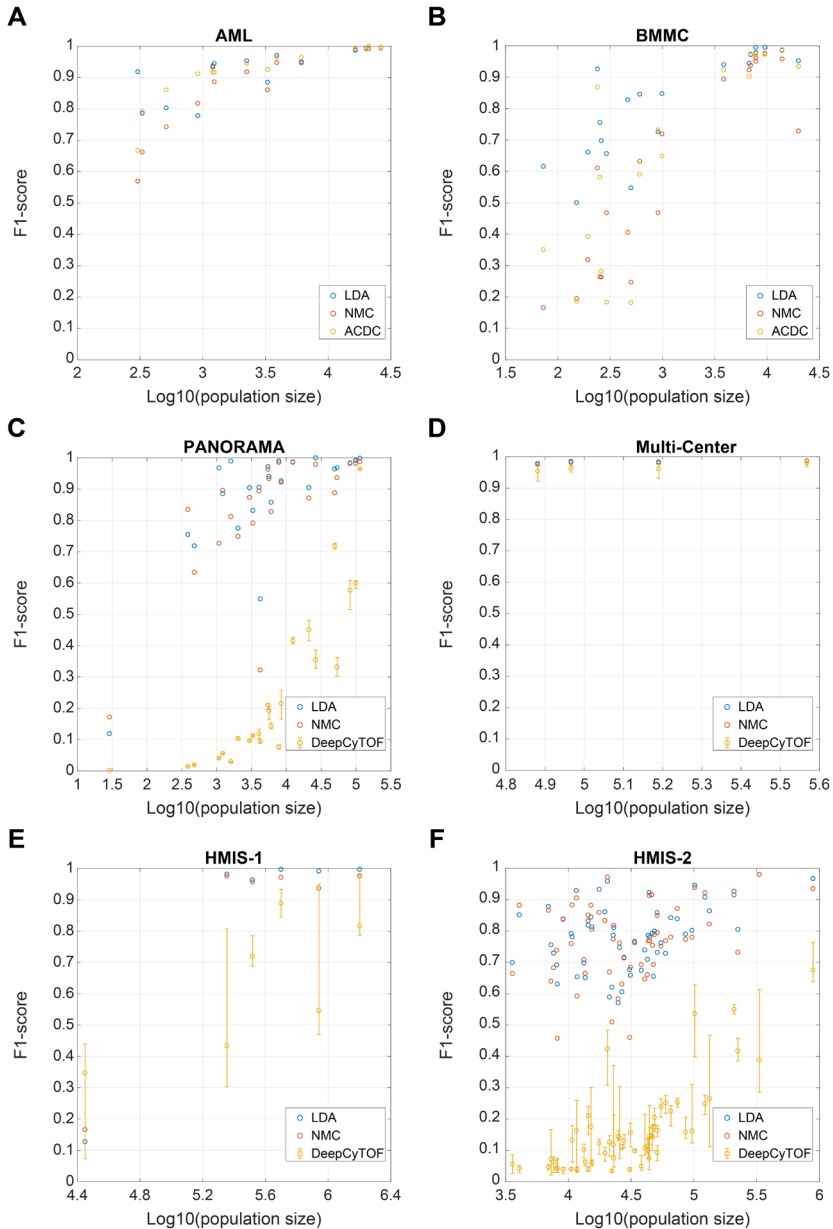 A
AML
1
0.9
0.8
0.7
0.6
0.5
0.4
0.3
0.2
0.1
0
F1-score
LDA
NMC
ACDC
2 2.5 3 3.5 4 4.5
Log10(population size)
B
BMMC
1
0.9
0.8
0.7
0.6
0.5
0.4
0.3
0.2
0.1
0
F1-score
LDA
NMC
ACDC
1.5 2 2.5 3 3.5 4 4.5
Log10(population size)
C
PANORAMA
1
0.9
0.8
0.7
0.6
0.5
0.4
0.3
0.2
0.1
0
F1-score
LDA
NMC
DeepCyTOF
1 1.5 2 2.5 3 3.5 4 4.5 5 5.5
Log10(population size)
D
Multi-Center
1
0.9
0.8
0.7
0.6
0.5
0.4
0.3
0.2
0.1
0
F1-score
LDA
NMC
DeepCyTOF
4.8 4.9 5 5.1 5.2 5.3 5.4 5.5 5.6
Log10(population size)
E
HMIS-1
1
0.9
0.8
0.7
0.6
0.5
0.4
0.3
0.2
0.1
0
F1-score
LDA
NMC
DeepCyTOF
4.4 4.8 5.2 5.6 6 6.4
Log10(population size)
F
HMIS-2
1
0.9
0.8
0.7
0.6
0.5
0.4
0.3
0.2
0.1
0
F1-score
LDA
NMC
DeepCyTOF
3.5 4 4.5 5 5.5 6
Log10(population size)